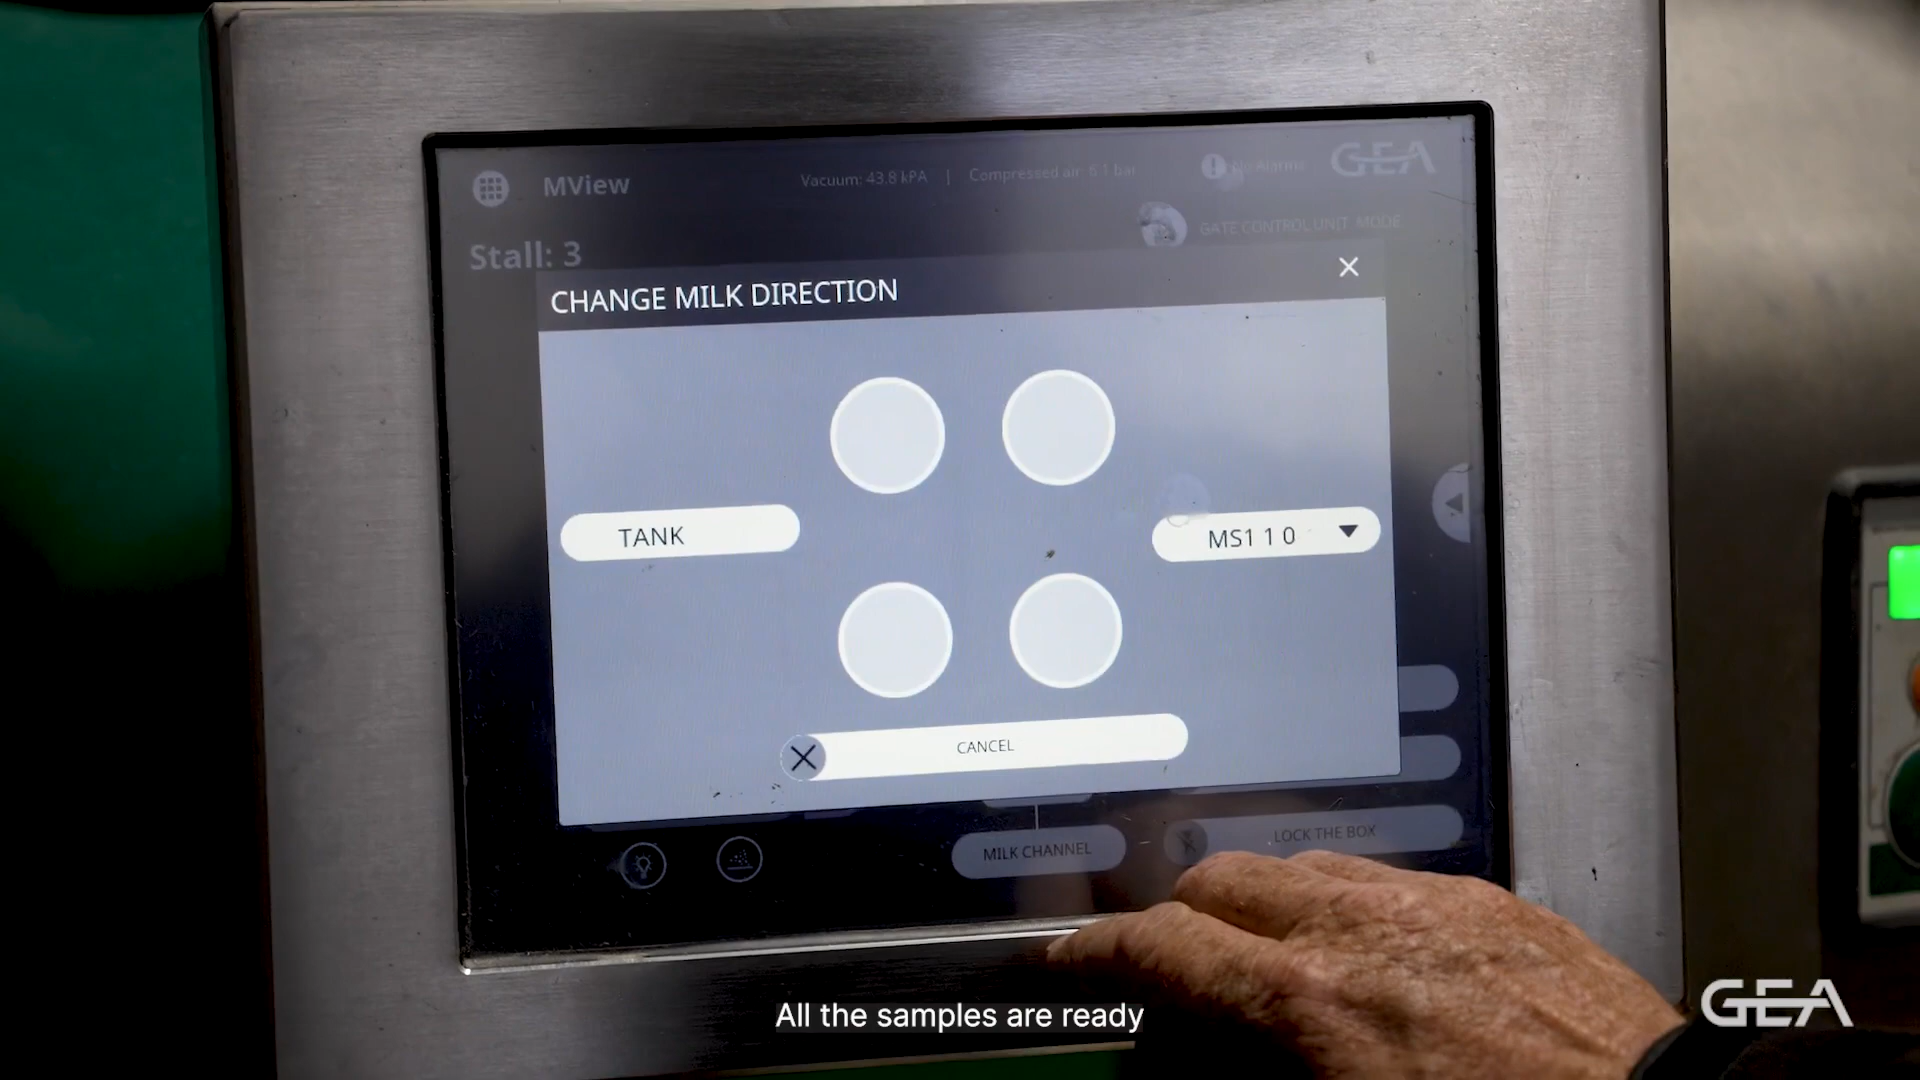 MView
Vacuum: 43.8 kPA | Compressed air: 6.1 bar
No Alarms
GEA
Stall: 3
GATE CONTROL UNIT MODE
CHANGE MILK DIRECTION
TANK
MS1 1 0
CANCEL
MILK CHANNEL
LOCK THE BOX
All the samples are ready
GEA